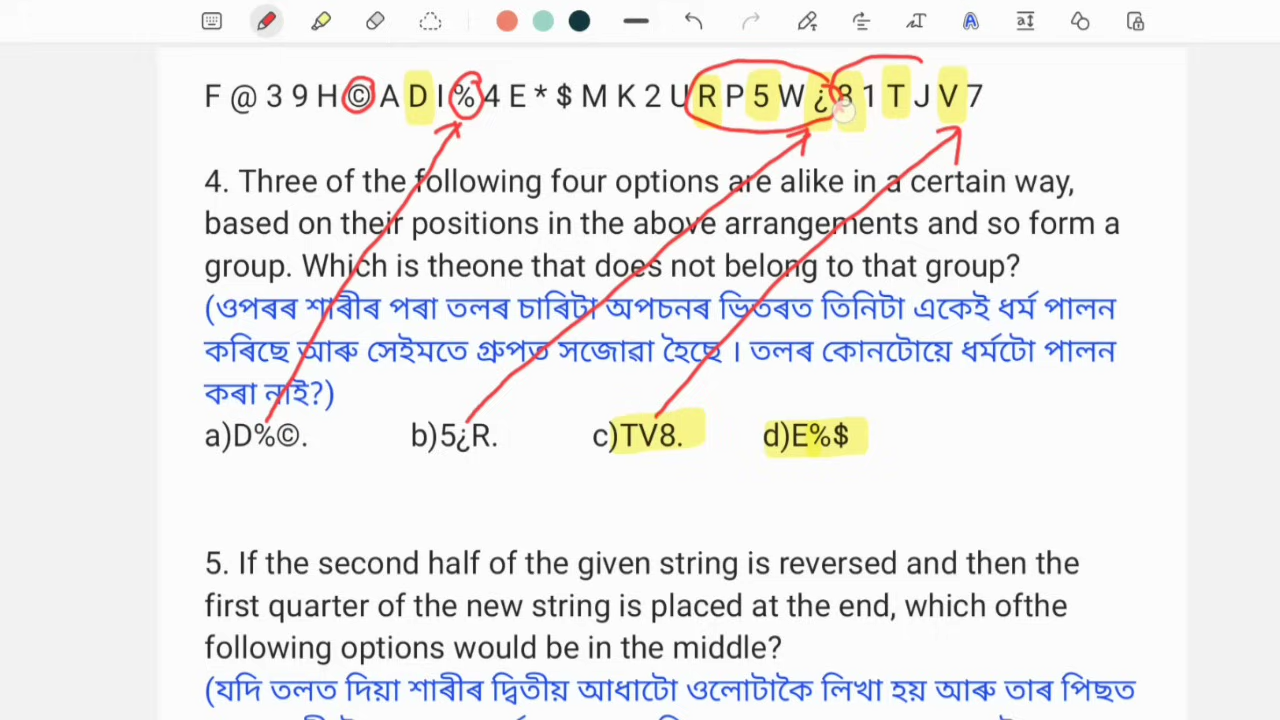 F @ 3 9 H © A D I % 4 E * $ M K 2 U R P 5 W ¿ 8 1 T J V 7
4. Three of the following four options are alike in a certain way,
based on their positions in the above arrangements and so form a
group. Which is theone that does not belong to that group?
(ওপৰৰ শাৰীৰ পৰা তলৰ চাৰিটা অপচনৰ ভিতৰত তিনিটা একেই ধৰ্ম পালন
কৰিছে আৰু সেইমতে গ্ৰুপত সজোৱা হৈছে । তলৰ কোনটোয়ে ধৰ্মটো পালন
কৰা নাই?)
a)D%©. b)5¿R. c)TV8. d)E%$
5. If the second half of the given string is reversed and then the
first quarter of the new string is placed at the end, which ofthe
following options would be in the middle?
(যদি তলত দিয়া শাৰীৰ দ্বিতীয় আধাটো ওলোটাকৈ লিখা হয় আৰু তাৰ পিছত